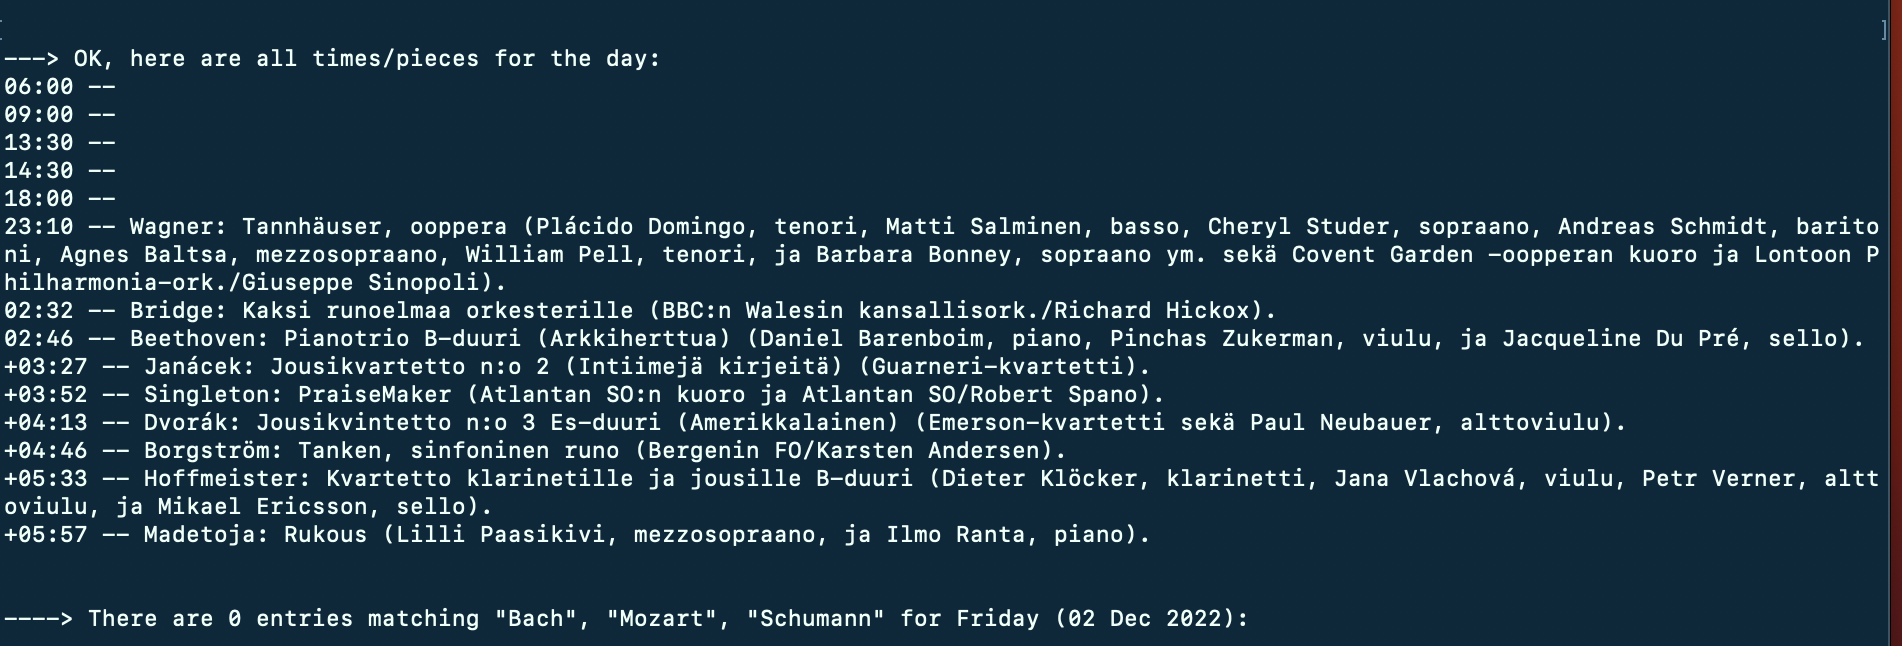 [ ]
---> OK, here are all times/pieces for the day:
06:00 --
09:00 --
13:30 --
14:30 --
18:00 --
23:10 -- Wagner: Tannhäuser, ooppera (Plácido Domingo, tenori, Matti Salminen, basso, Cheryl Studer, sopraano, Andreas Schmidt, barito
ni, Agnes Baltsa, mezzosopraano, William Pell, tenori, ja Barbara Bonney, sopraano ym. sekä Covent Garden -oopperan kuoro ja Lontoon P
hilharmonia-ork./Giuseppe Sinopoli).
02:32 -- Bridge: Kaksi runoelmaa orkesterille (BBC:n Walesin kansallisork./Richard Hickox).
02:46 -- Beethoven: Pianotrio B-duuri (Arkkiherttua) (Daniel Barenboim, piano, Pinchas Zukerman, viulu, ja Jacqueline Du Pré, sello).
+03:27 -- Janácek: Jousikvartetto n:o 2 (Intiimejä kirjeitä) (Guarneri-kvartetti).
+03:52 -- Singleton: PraiseMaker (Atlantan SO:n kuoro ja Atlantan SO/Robert Spano).
+04:13 -- Dvorák: Jousikvintetto n:o 3 Es-duuri (Amerikkalainen) (Emerson-kvartetti sekä Paul Neubauer, alttoviulu).
+04:46 -- Borgström: Tanken, sinfoninen runo (Bergenin FO/Karsten Andersen).
+05:33 -- Hoffmeister: Kvartetto klarinetille ja jousille B-duuri (Dieter Klöcker, klarinetti, Jana Vlachová, viulu, Petr Verner, altt
oviulu, ja Mikael Ericsson, sello).
+05:57 -- Madetoja: Rukous (Lilli Paasikivi, mezzosopraano, ja Ilmo Ranta, piano).
----> There are 0 entries matching "Bach", "Mozart", "Schumann" for Friday (02 Dec 2022):